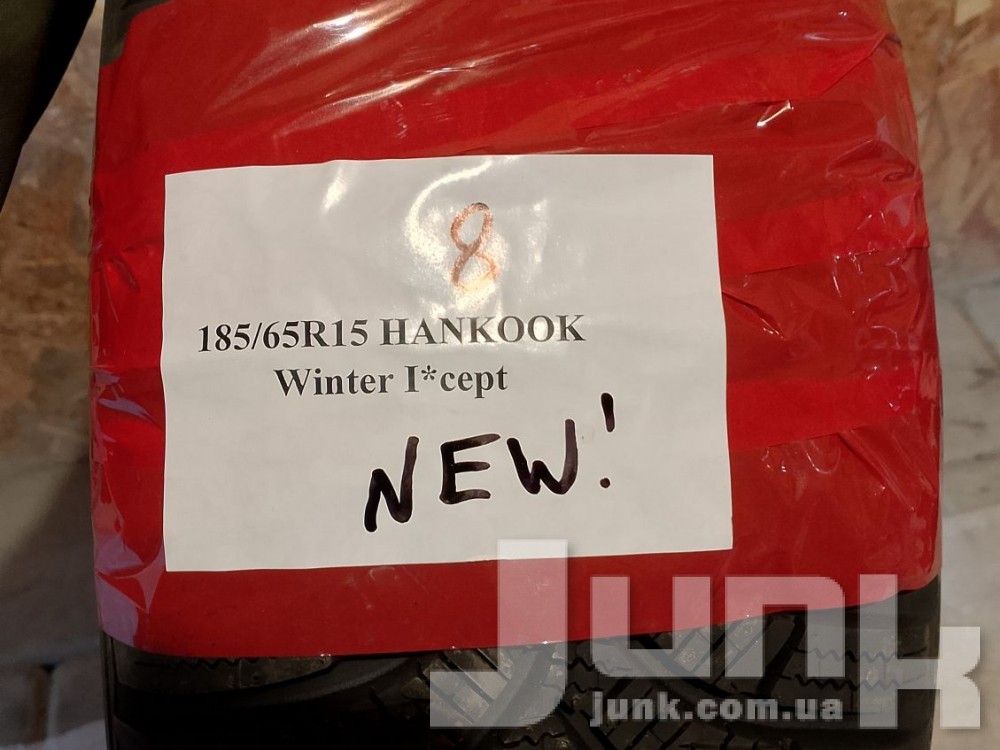 8
185/65R15 HANKOOK
Winter I*cept
NEW!
Junk
junk.com.ua